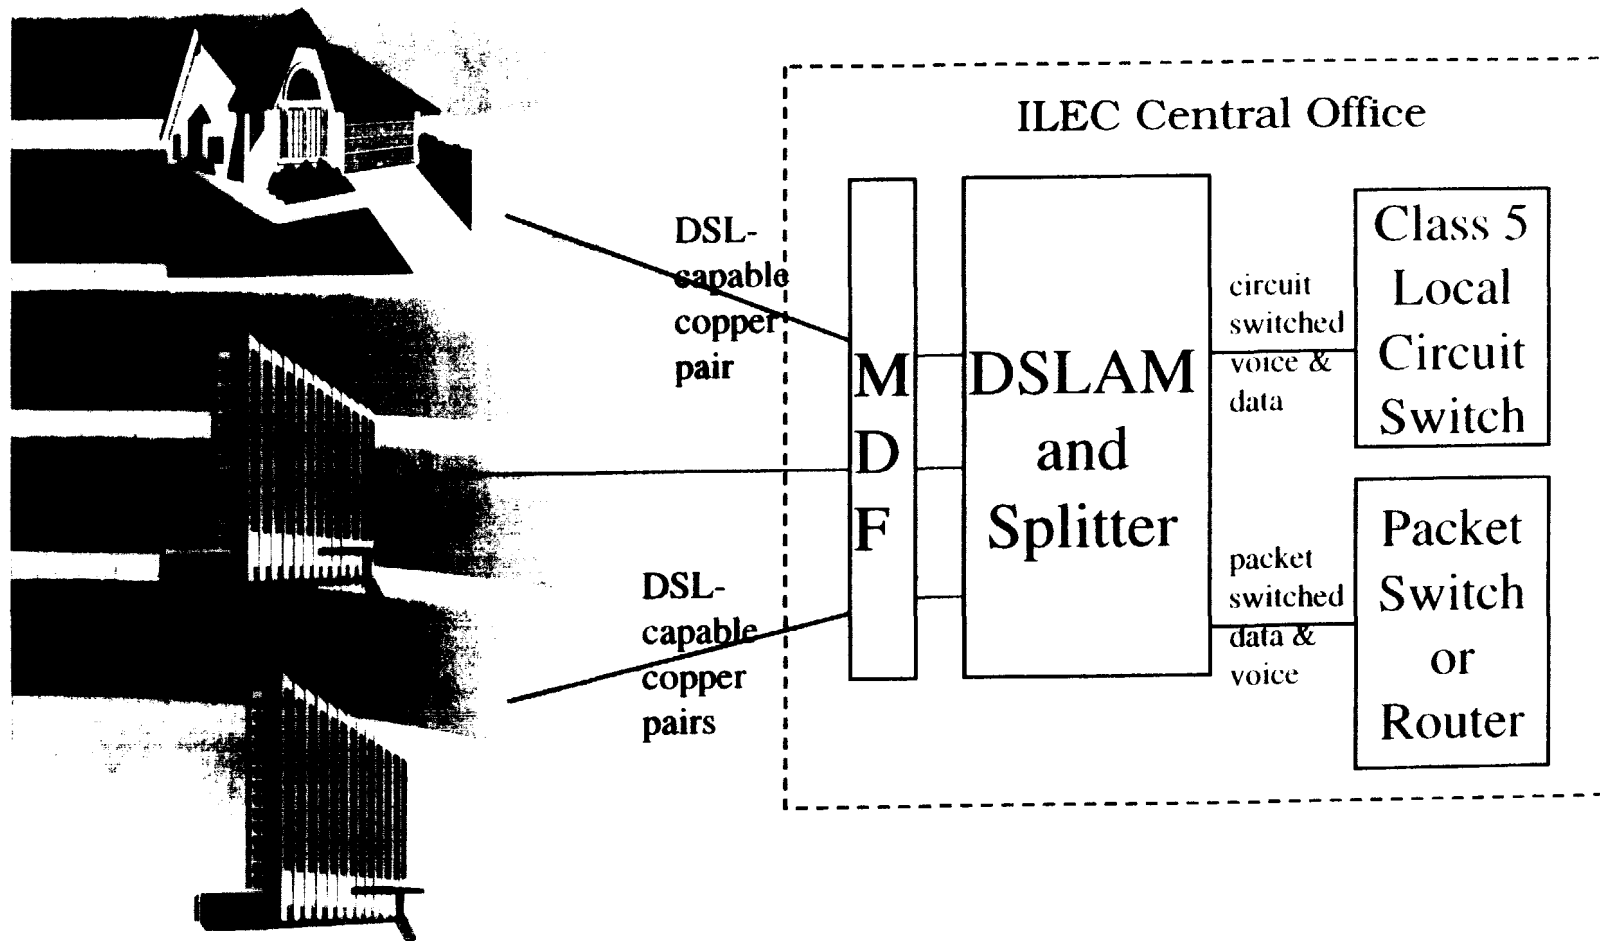 ILEC Central Office
DSL-
capable
copper
pair
DSL-
capable
copper
pairs
M
D
F
DSLAM
and
Splitter
circuit
switched
voice &
data
packet
switched
data &
voice
Class 5
Local
Circuit
Switch
Packet
Switch
or
Router